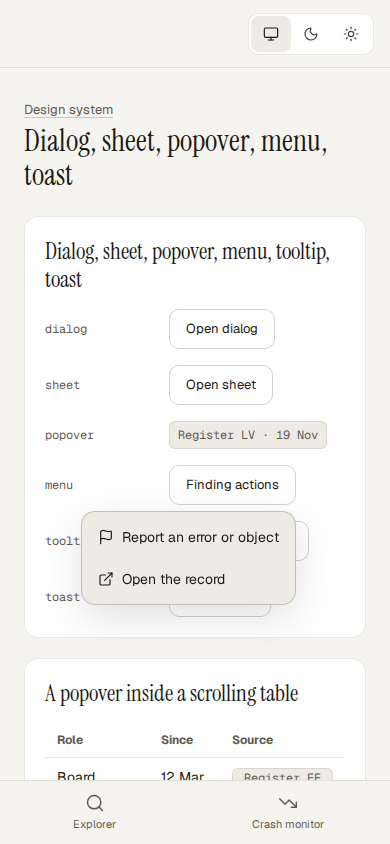 Design system
Dialog, sheet, popover, menu,
toast
Dialog, sheet, popover, menu, tooltip,
toast
dialog
Open dialog
sheet
Open sheet
popover
Register LV · 19 Nov
menu
Finding actions
toolt
Report an error or object
Open the record
toast
A popover inside a scrolling table
Role Since Source
Board 12 Mar Register EE
Explorer Crash monitor